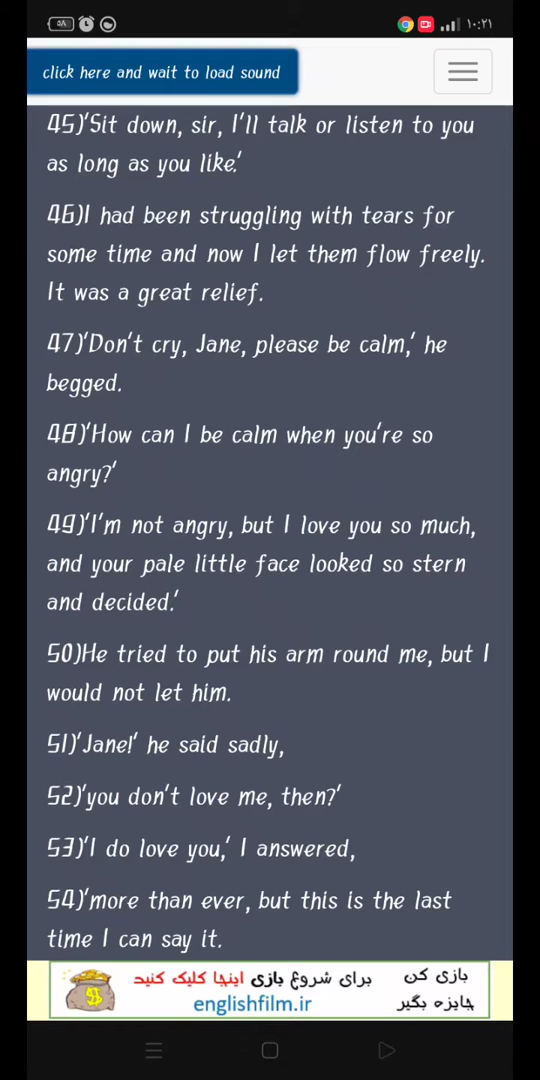 ۵۸
۱۰:۲۱
click here and wait to load sound
45)'Sit down, sir, I'll talk or listen to you
as long as you like.'
46)I had been struggling with tears for
some time and now I let them flow freely.
It was a great relief.
47)'Don't cry, Jane, please be calm,' he
begged.
48)'How can I be calm when you're so
angry?'
49)'I'm not angry, but I love you so much,
and your pale little face looked so stern
and decided.'
50)He tried to put his arm round me, but I
would not let him.
51)'Jane!' he said sadly,
52)'you don't love me, then?'
53)'I do love you,' I answered,
54)'more than ever, but this is the last
time I can say it.
بازی کن
جایزه بگیر
برای شروع بازی اینجا کلیک کنید
englishfilm.ir